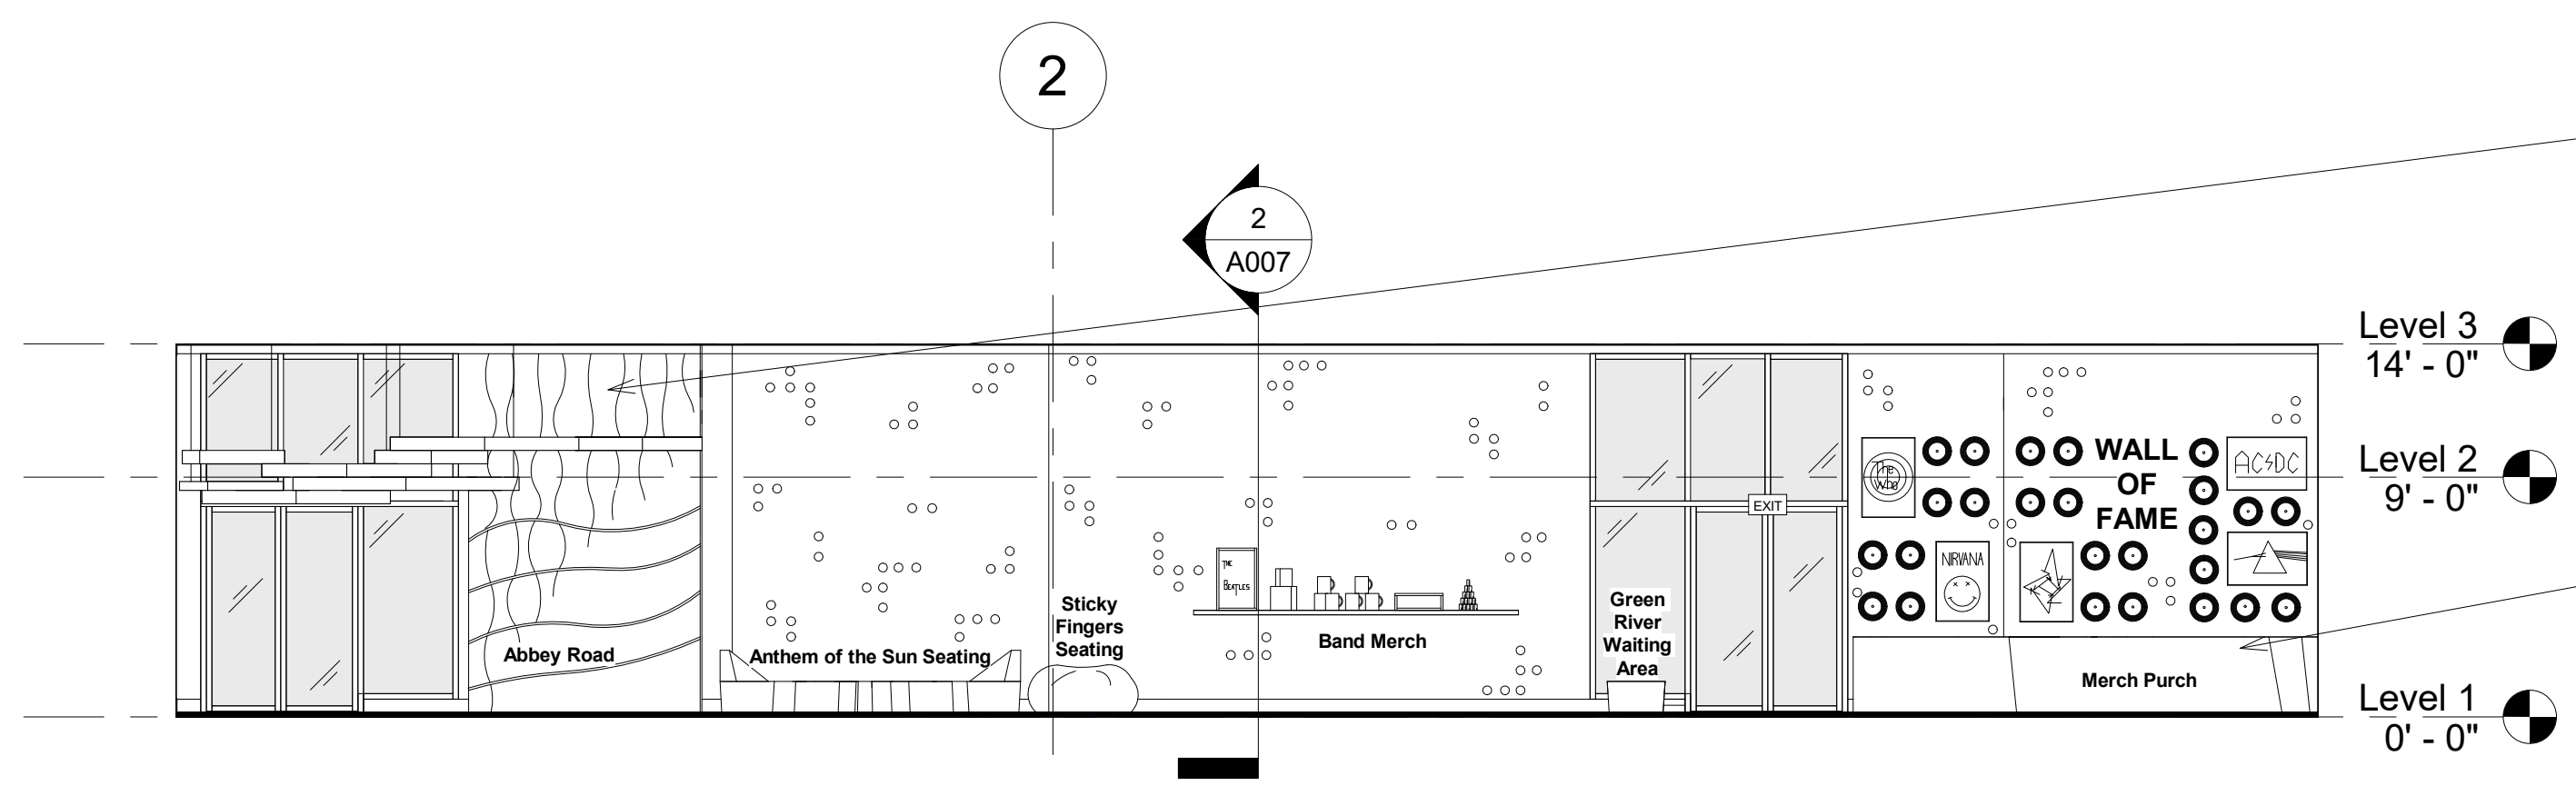 2
2
A007
Level 3
14' - 0"
Level 2
9' - 0"
Level 1
0' - 0"
Abbey Road
Anthem of the Sun Seating
Sticky
Fingers
Seating
THE
BEATLES
Band Merch
Green
River
Waiting
Area
EXIT
The
Who
NIRVANA
WALL
OF
FAME
AC⚡DC
Merch Purch